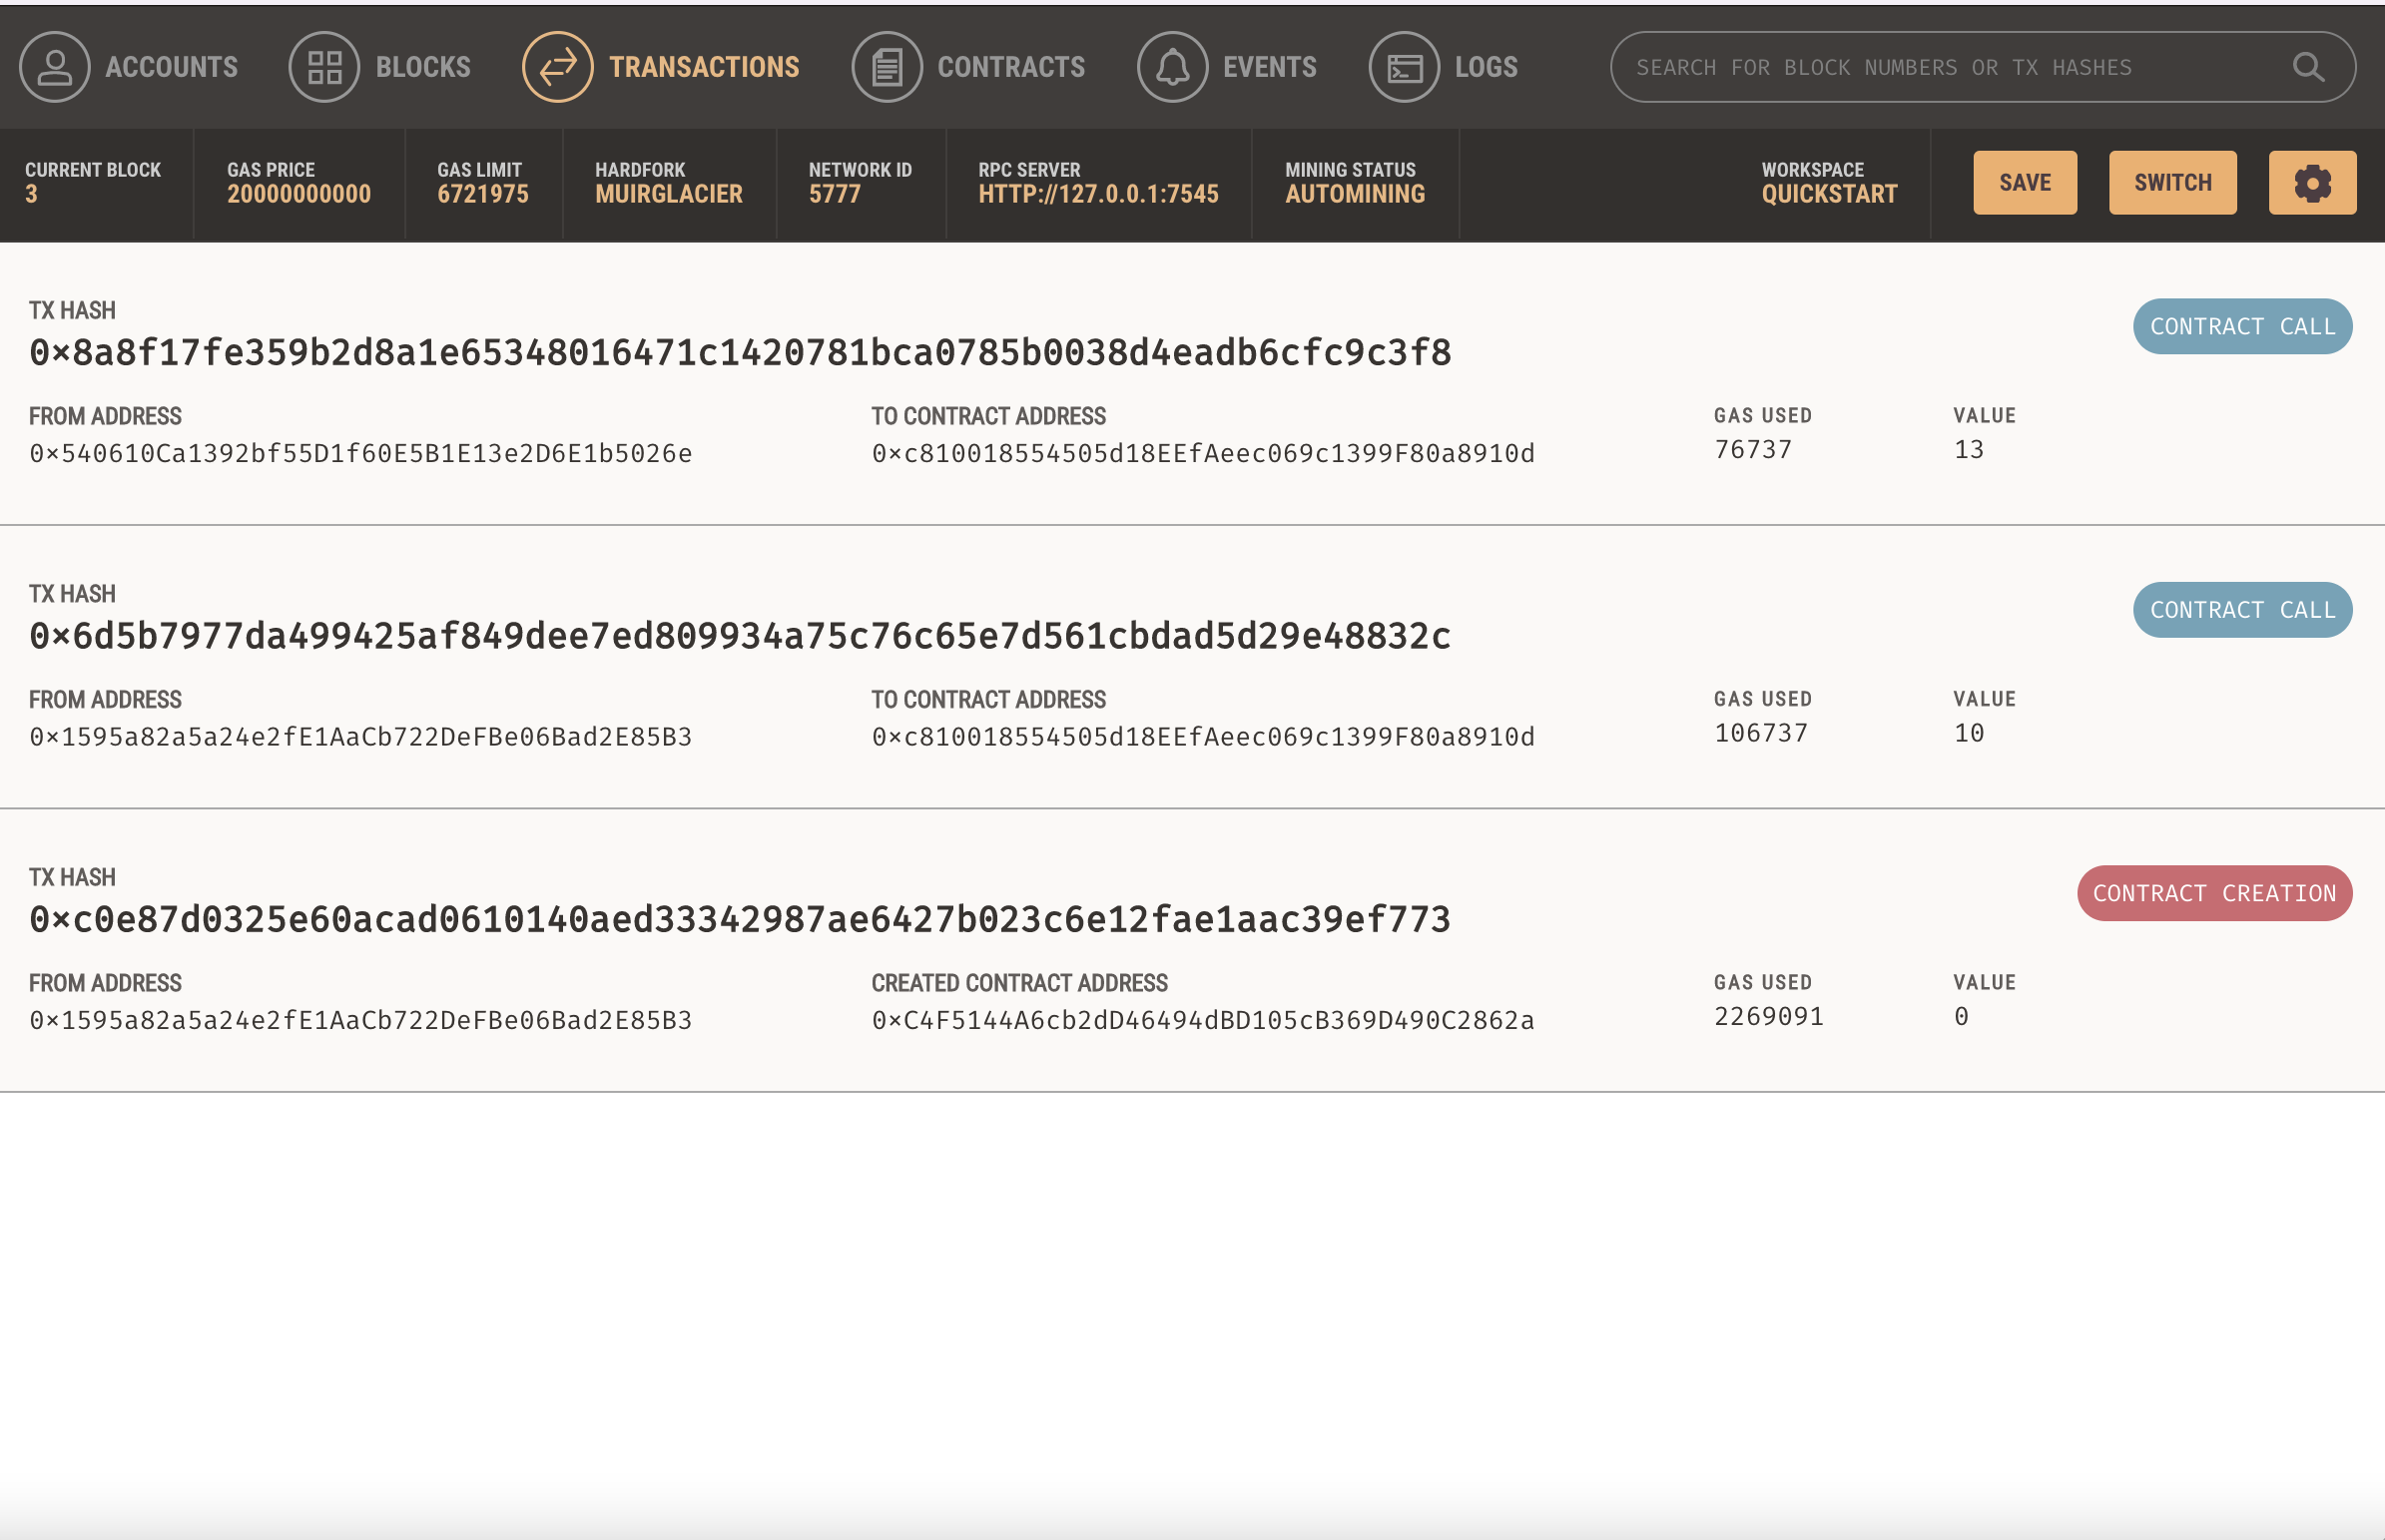 ACCOUNTS BLOCKS TRANSACTIONS CONTRACTS EVENTS LOGS SEARCH FOR BLOCK NUMBERS OR TX HASHES
CURRENT BLOCK GAS PRICE GAS LIMIT HARDFORK NETWORK ID RPC SERVER MINING STATUS WORKSPACE
3 20000000000 6721975 MUIRGLACIER 5777 HTTP://127.0.0.1:7545 AUTOMINING QUICKSTART SAVE SWITCH
TX HASH
0×8a8f17fe359b2d8a1e65348016471c1420781bca0785b0038d4eadb6cfc9c3f8 CONTRACT CALL
FROM ADDRESS TO CONTRACT ADDRESS GAS USED VALUE
0×540610Ca1392bf55D1f60E5B1E13e2D6E1b5026e 0×c810018554505d18EEfAeec069c1399F80a8910d 76737 13
TX HASH
0×6d5b7977da499425af849dee7ed809934a75c76c65e7d561cbdad5d29e48832c CONTRACT CALL
FROM ADDRESS TO CONTRACT ADDRESS GAS USED VALUE
0×1595a82a5a24e2fE1AaCb722DeFBe06Bad2E85B3 0×c810018554505d18EEfAeec069c1399F80a8910d 106737 10
TX HASH
0×c0e87d0325e60acad0610140aed33342987ae6427b023c6e12fae1aac39ef773 CONTRACT CREATION
FROM ADDRESS CREATED CONTRACT ADDRESS GAS USED VALUE
0×1595a82a5a24e2fE1AaCb722DeFBe06Bad2E85B3 0×C4F5144A6cb2dD46494dBD105cB369D490C2862a 2269091 0